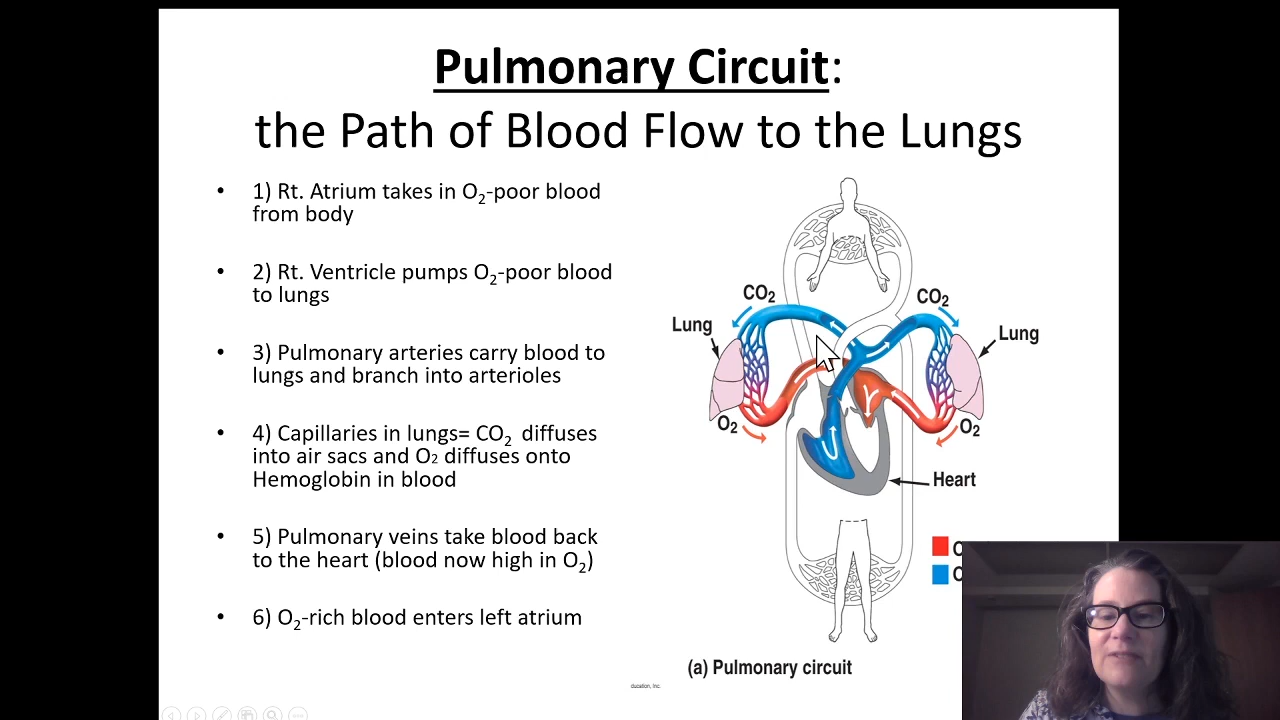 Pulmonary Circuit:
the Path of Blood Flow to the Lungs
• 1) Rt. Atrium takes in O₂-poor blood
from body
• 2) Rt. Ventricle pumps O₂-poor blood
to lungs
• 3) Pulmonary arteries carry blood to
lungs and branch into arterioles
• 4) Capillaries in lungs= CO₂ diffuses
into air sacs and O₂ diffuses onto
Hemoglobin in blood
• 5) Pulmonary veins take blood back
to the heart (blood now high in O₂)
• 6) O₂-rich blood enters left atrium
CO₂
CO₂
Lung
Lung
O₂
O₂
Heart
(a) Pulmonary circuit
ducation, Inc.